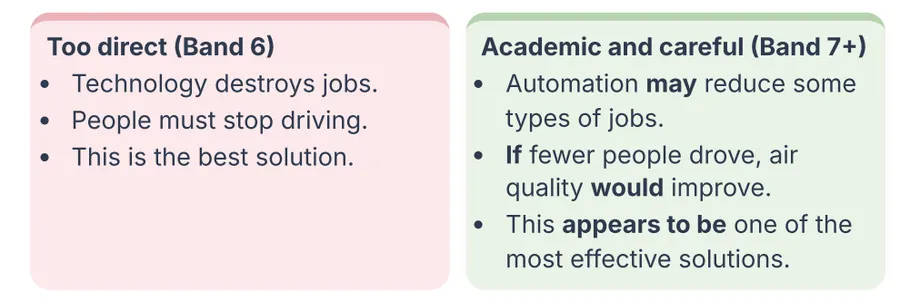 Too direct (Band 6)
• Technology destroys jobs.
• People must stop driving.
• This is the best solution.
Academic and careful (Band 7+)
• Automation may reduce some
types of jobs.
• If fewer people drove, air
quality would improve.
• This appears to be one of the
most effective solutions.